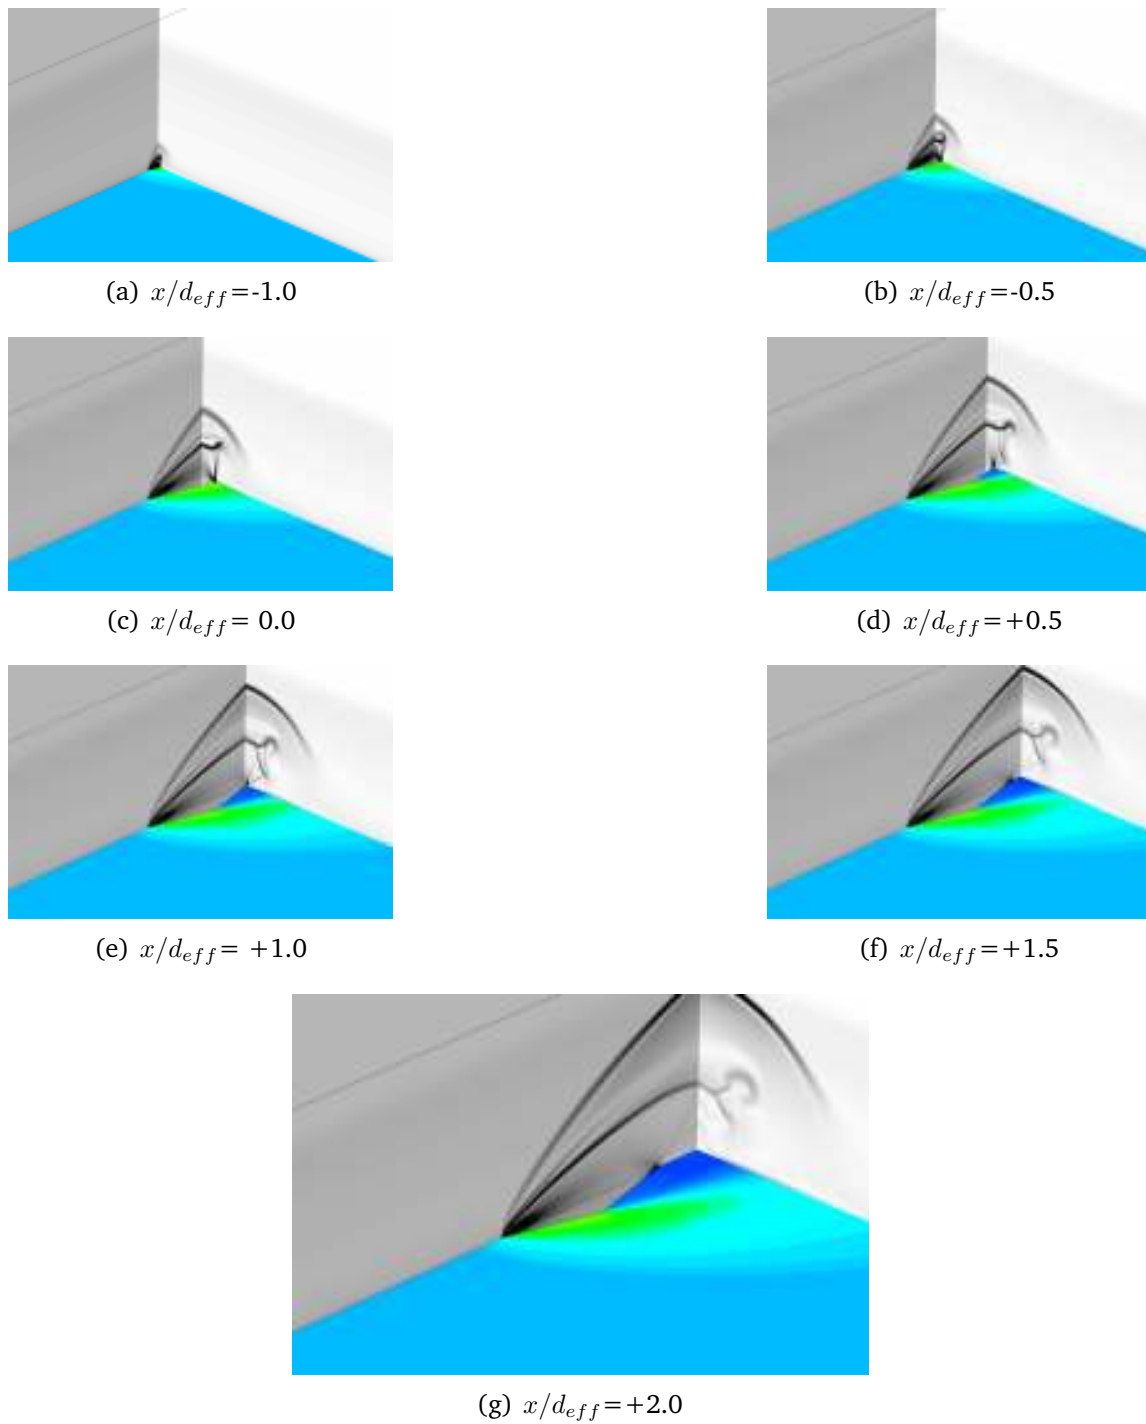 (a) x/d_{eff}=-1.0
(b) x/d_{eff}=-0.5
(c) x/d_{eff}= 0.0
(d) x/d_{eff}=+0.5
(e) x/d_{eff}= +1.0
(f) x/d_{eff}=+1.5
(g) x/d_{eff}=+2.0